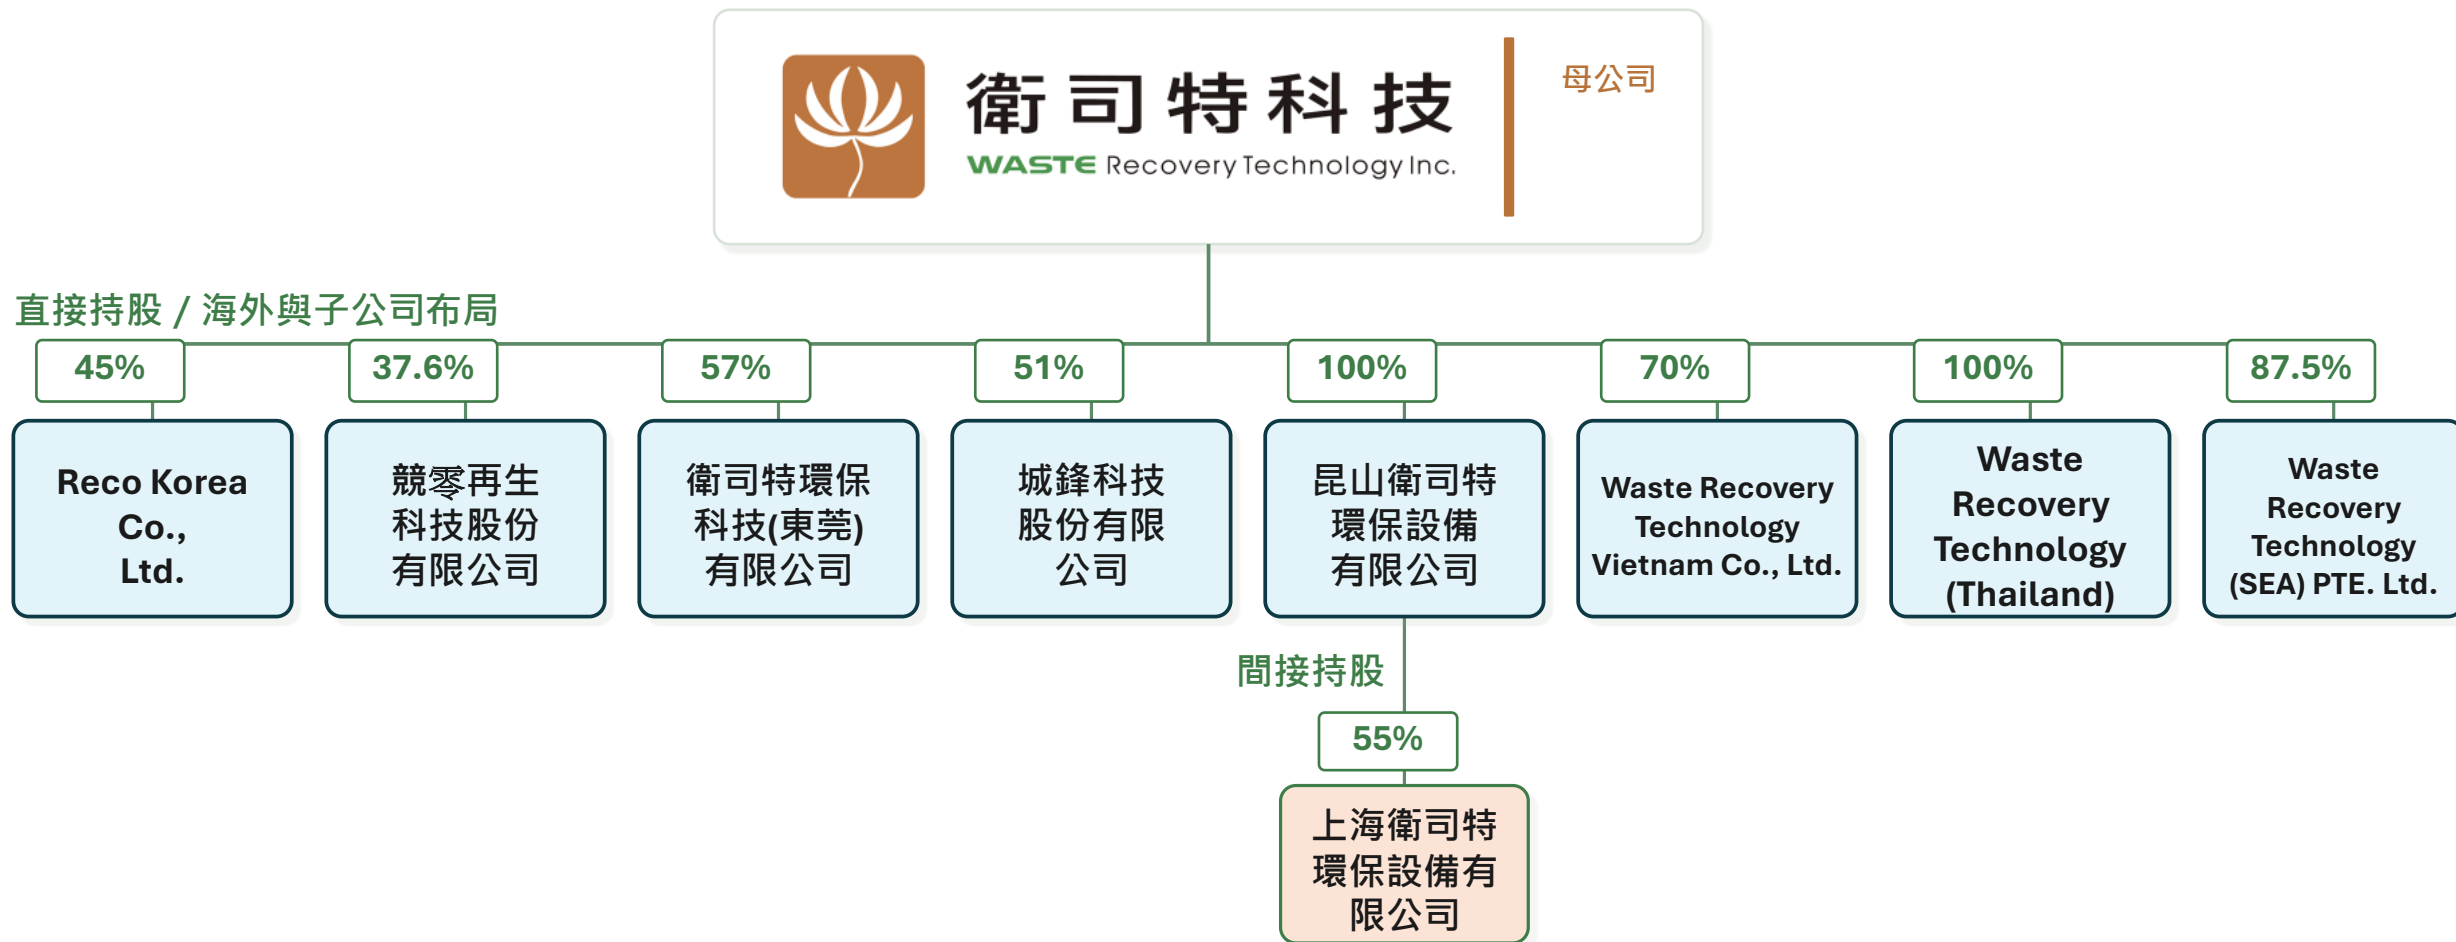 衛司特科技
WASTE Recovery Technology Inc.
母公司
直接持股 / 海外與子公司布局
45%
37.6%
57%
51%
100%
70%
100%
87.5%
Reco Korea
Co.,
Ltd.
競零再生
科技股份
有限公司
衛司特環保
科技(東莞)
有限公司
城鋒科技
股份有限
公司
昆山衛司特
環保設備
有限公司
Waste Recovery
Technology
Vietnam Co., Ltd.
Waste
Recovery
Technology
(Thailand)
Waste
Recovery
Technology
(SEA) PTE. Ltd.
間接持股
55%
上海衛司特
環保設備有
限公司